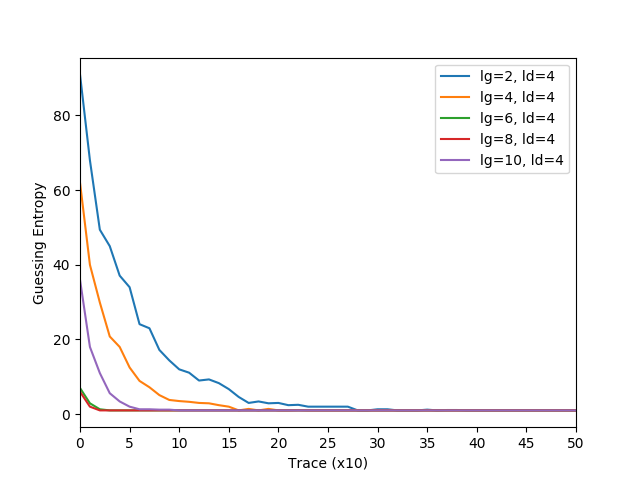 lg=2, ld=4
lg=4, ld=4
lg=6, ld=4
lg=8, ld=4
lg=10, ld=4
80
60
40
20
0
Guessing Entropy
0 5 10 15 20 25 30 35 40 45 50
Trace (x10)